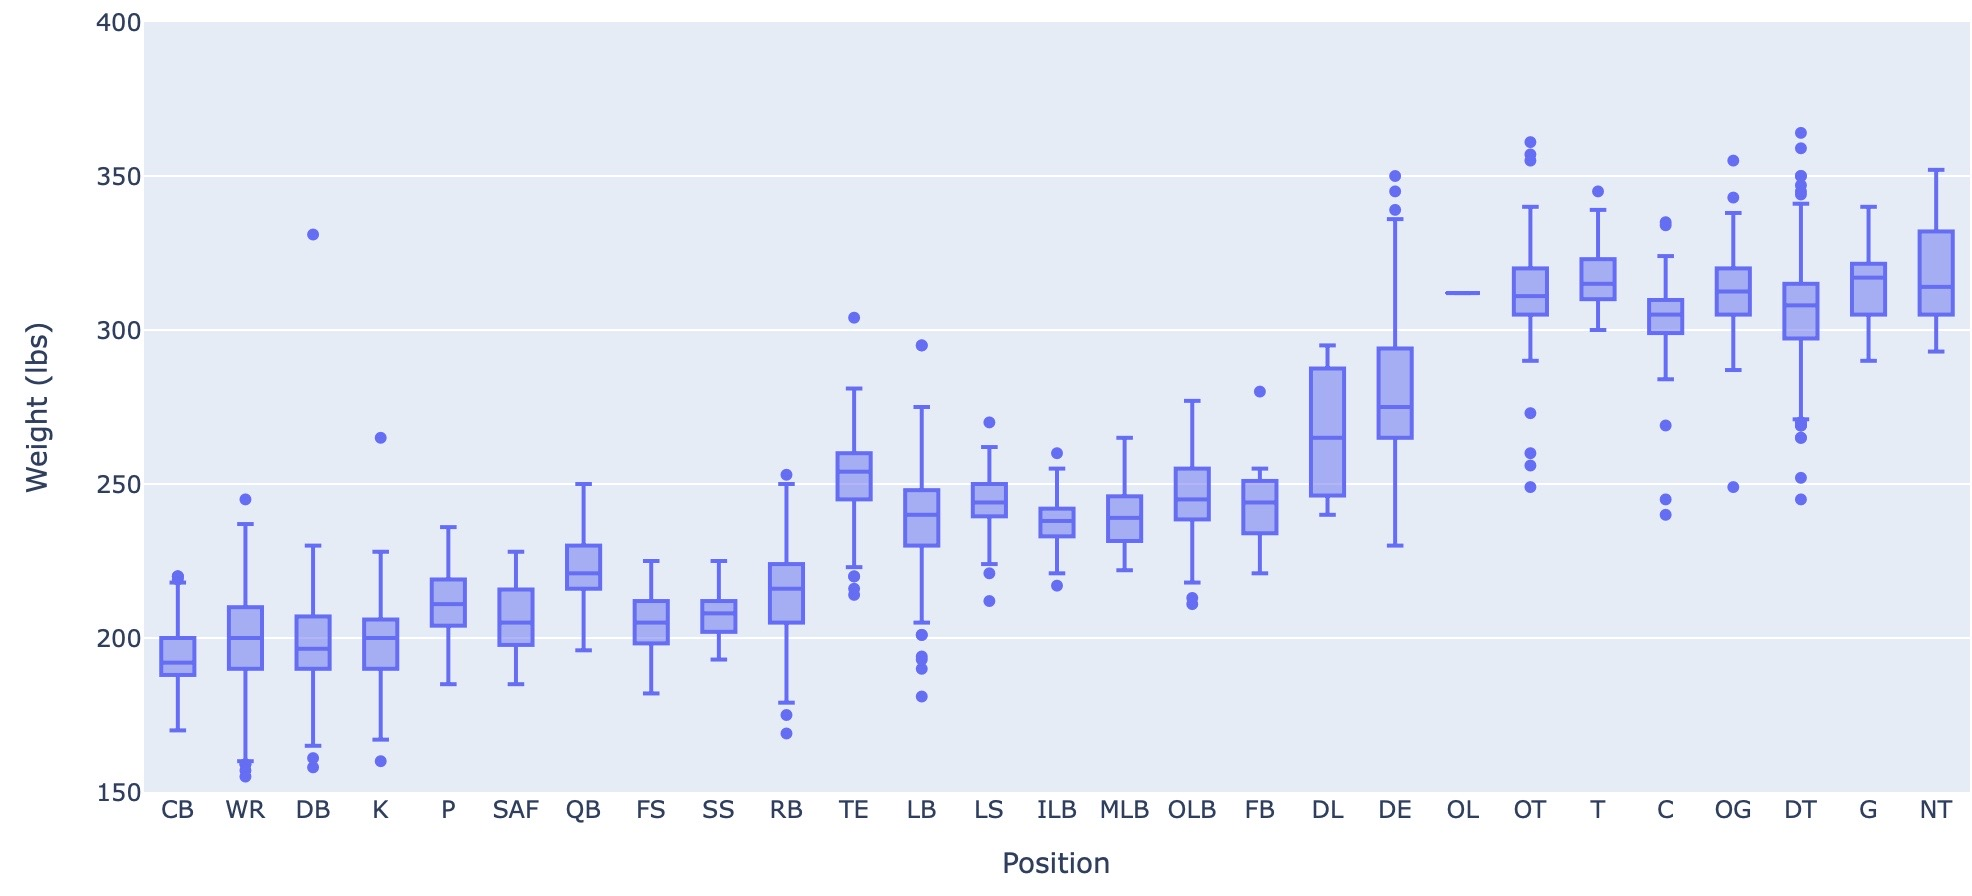 400
350
300
250
200
150
Weight (lbs)
CB WR DB K P SAF QB FS SS RB TE LB LS ILB MLB OLB FB DL DE OL OT T C OG DT G NT
Position